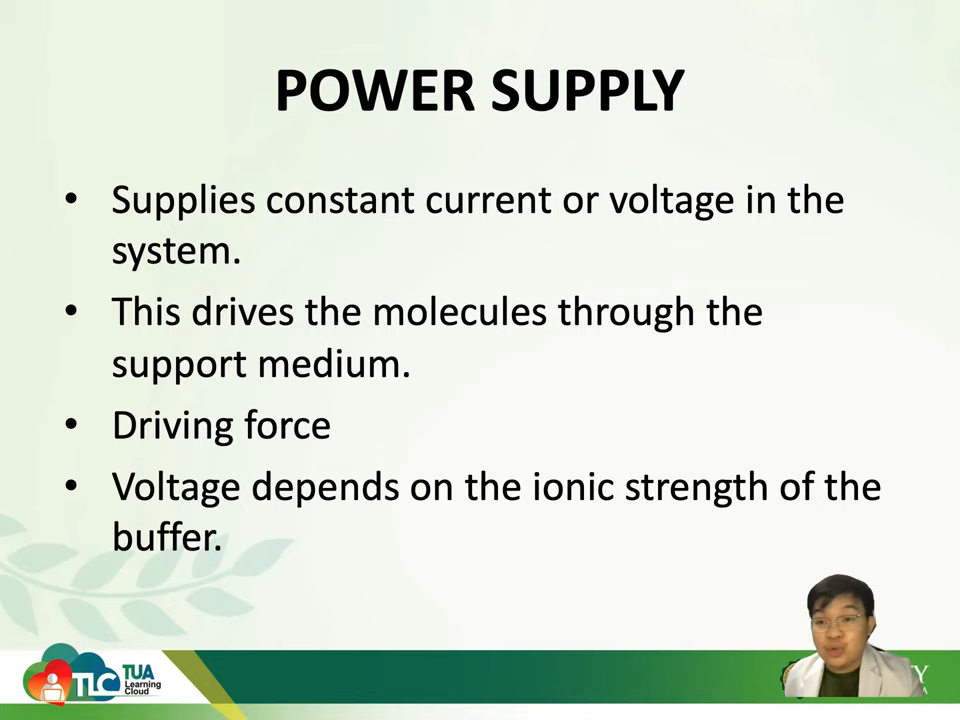 POWER SUPPLY
• Supplies constant current or voltage in the
system.
• This drives the molecules through the
support medium.
• Driving force
• Voltage depends on the ionic strength of the
buffer.
TLC TUA
Learning
Cloud